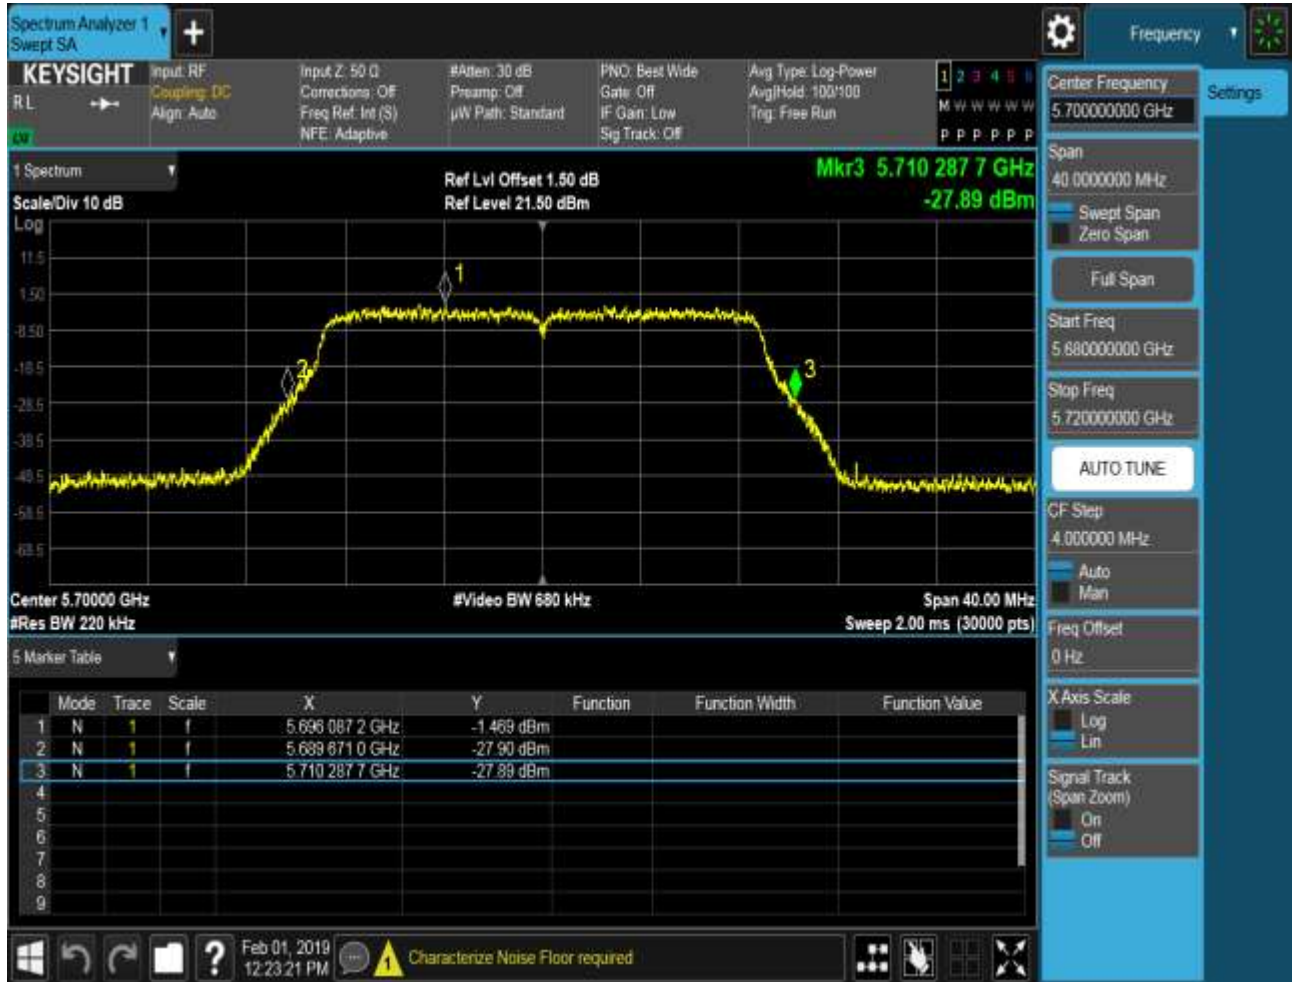 Spectrum Analyzer 1
Swept SA
Frequency
KEYSIGHT
RL
Input: RF
Coupling: DC
Align: Auto
Input Z: 50 Ω
Corrections: Off
Freq Ref: Int (S)
NFE: Adaptive
#Atten: 30 dB
Preamp: Off
µW Path: Standard
PNO: Best Wide
Gate: Off
IF Gain: Low
Sig Track: Off
Avg Type: Log-Power
Avg|Hold: 100/100
Trig: Free Run
1 2 3 4 5 6
M W W W W W
P P P P P P
1 Spectrum
Scale/Div 10 dB
Ref Lvl Offset 1.50 dB
Ref Level 21.50 dBm
Mkr3 5.710 287 7 GHz
-27.89 dBm
Log
11.5
1.50
-8.50
-18.5
-28.5
-38.5
-48.5
-58.5
-68.5
1
2
3
Center 5.70000 GHz
#Res BW 220 kHz
#Video BW 680 kHz
Span 40.00 MHz
Sweep 2.00 ms (30000 pts)
5 Marker Table
Mode Trace Scale X Y Function Function Width Function Value
1 N 1 f 5.696 087 2 GHz -1.469 dBm
2 N 1 f 5.689 671 0 GHz -27.90 dBm
3 N 1 f 5.710 287 7 GHz -27.89 dBm
4
5
6
7
8
9
Feb 01, 2019
12:23:21 PM
1
Characterize Noise Floor required
Settings
Center Frequency
5.700000000 GHz
Span
40.0000000 MHz
Swept Span
Zero Span
Full Span
Start Freq
5.680000000 GHz
Stop Freq
5.720000000 GHz
AUTO TUNE
CF Step
4.000000 MHz
Auto
Man
Freq Offset
0 Hz
X Axis Scale
Log
Lin
Signal Track
(Span Zoom)
On
Off